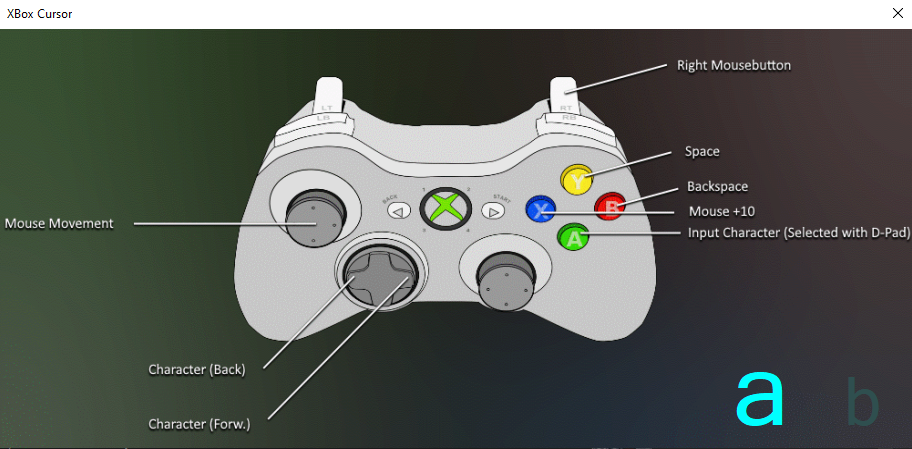 XBox Cursor
Right Mousebutton
LT
RT
LB
RB
Space
Y
Backspace
BACK
START
1
2
X
B
Mouse +10
Mouse Movement
3
4
A
Input Character (Selected with D-Pad)
Character (Back)
Character (Forw.)
a b